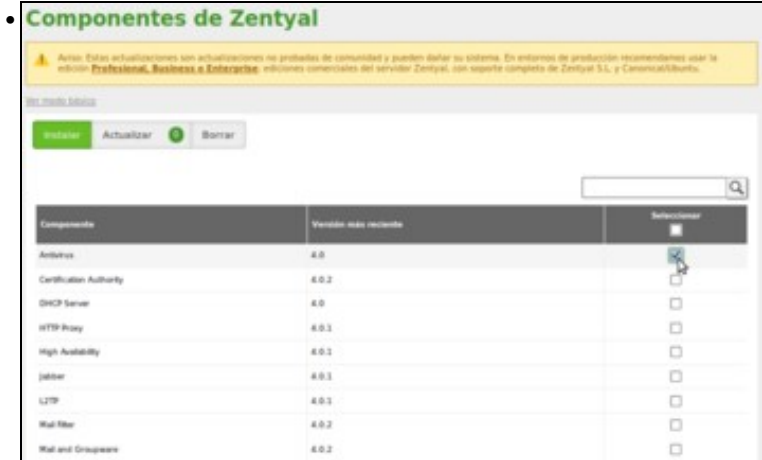 Componentes de Zentyal
Aviso: Estas actualizaciones son actualizaciones no probadas de comunidad y pueden dañar su sistema. En entornos de producción recomendamos usar la
edición Profesional, Business o Enterprise: ediciones comerciales del servidor Zentyal, con soporte completo de Zentyal S.L. y Canonical/Ubuntu.
Ver modo básico
Instalar Actualizar 0 Borrar
Componente Versión más reciente Seleccionar
Antivirus 4.0
Certification Authority 4.0.2
DHCP Server 4.0
HTTP Proxy 4.0.1
High Availability 4.0.1
Jabber 4.0.1
L2TP 4.0.1
Mail Filter 4.0.2
Mail and Groupware 4.0.2